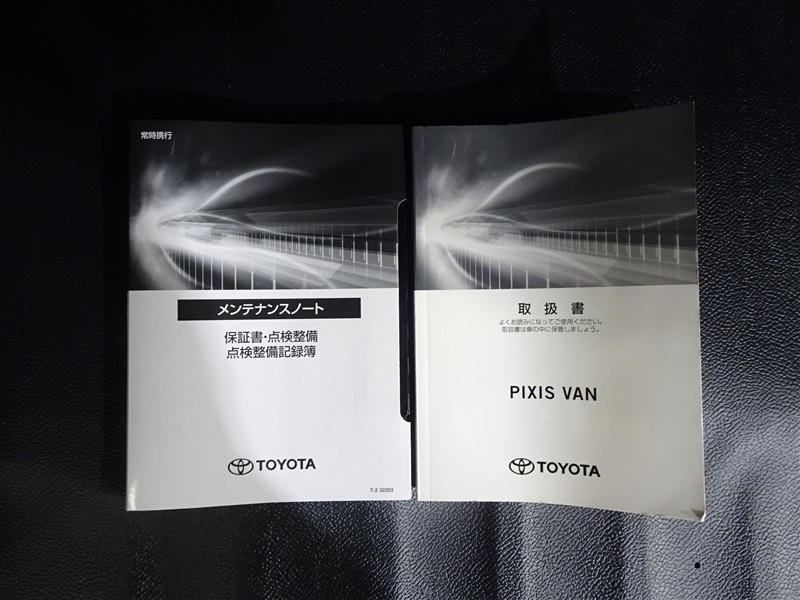 常時携行
メンテナンスノート
保証書・点検整備
点検整備記録簿
TOYOTA
T-2 32203
取扱書
よくお読みになってご使用ください。
取扱書は車の中に保管しましょう。
PIXIS VAN
TOYOTA